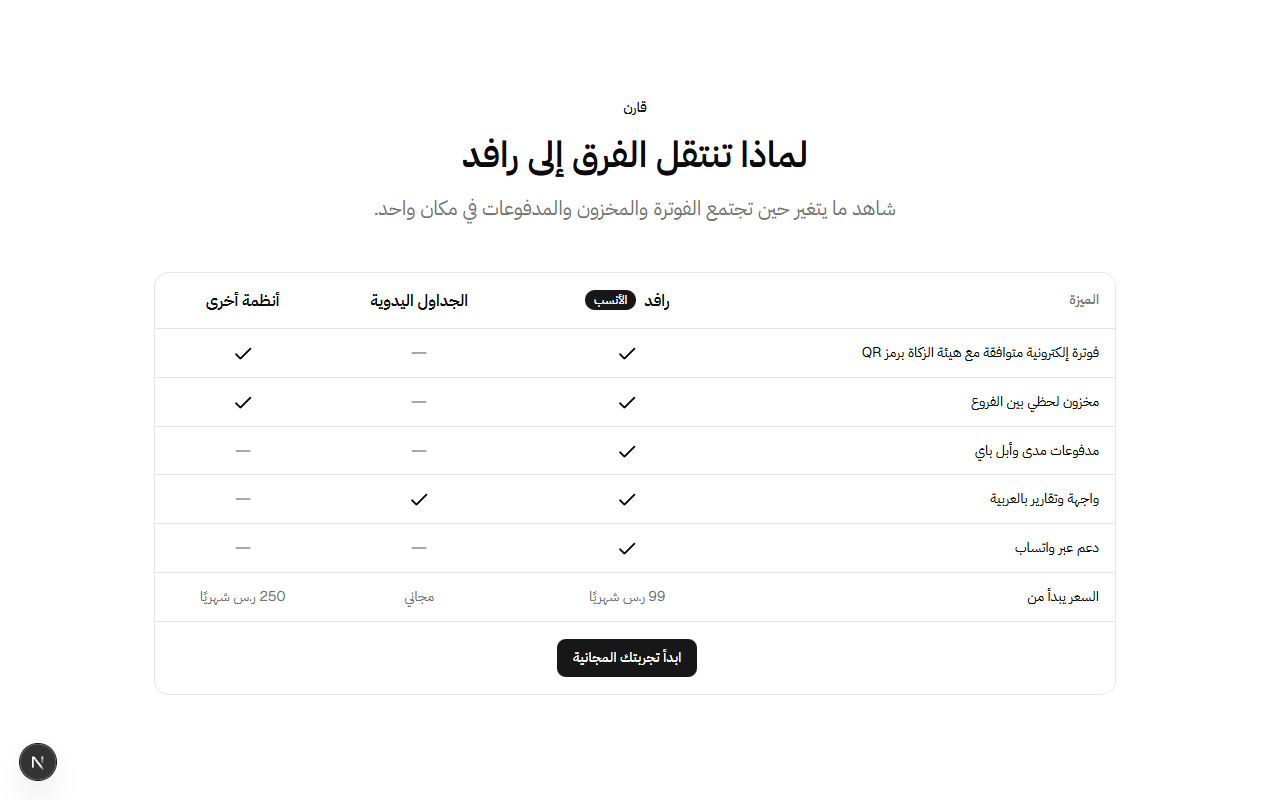 قارن
لماذا تنتقل الفرق إلى رافد
شاهد ما يتغير حين تجتمع الفوترة والمخزون والمدفوعات في مكان واحد.
الميزة رافد الأنسب الجداول اليدوية أنظمة أخرى
فوترة إلكترونية متوافقة مع هيئة الزكاة برمز QR ✓ — ✓
مخزون لحظي بين الفروع ✓ — ✓
مدفوعات مدى وأبل باي ✓ — —
واجهة وتقارير بالعربية ✓ ✓ —
دعم عبر واتساب ✓ — —
السعر يبدأ من 99 ر.س شهريًا مجاني 250 ر.س شهريًا
ابدأ تجربتك المجانية
N